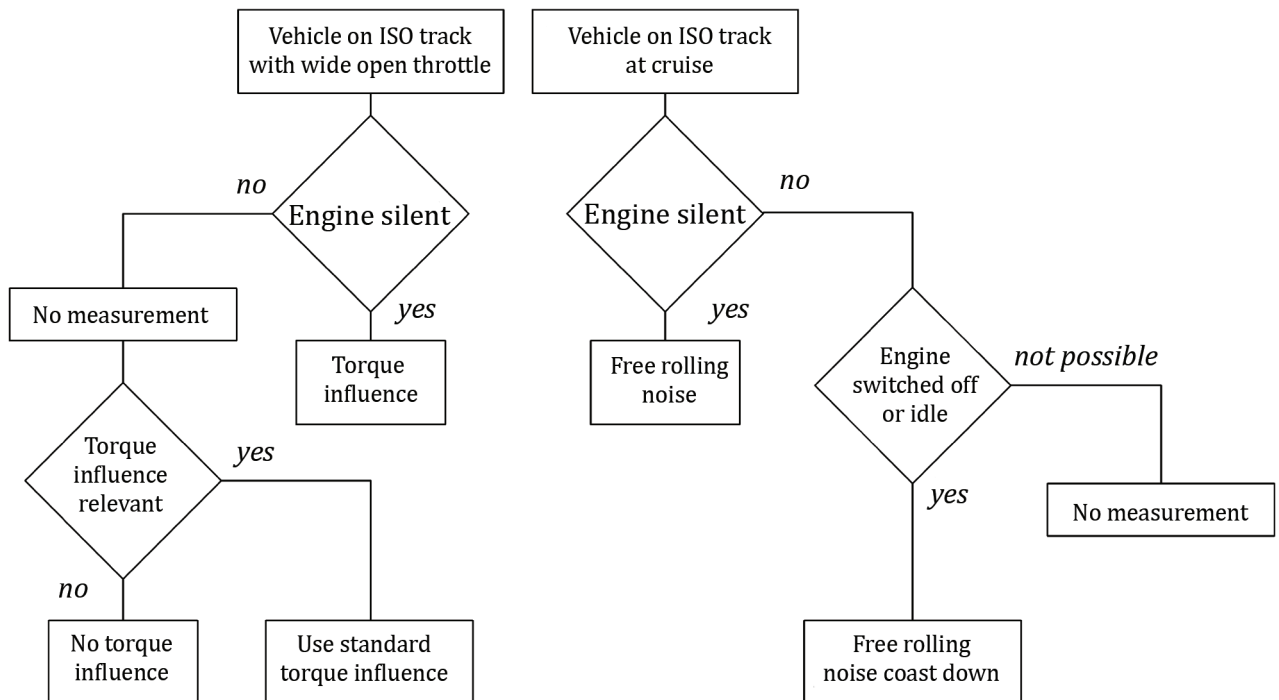 Vehicle on ISO track
with wide open throttle
no
Engine silent
yes
No measurement
Torque
influence
Torque
influence
relevant
yes
no
No torque
influence
Use standard
torque influence
Vehicle on ISO track
at cruise
no
Engine silent
yes
Free rolling
noise
Engine
switched off
or idle
not possible
yes
No measurement
Free rolling
noise coast down